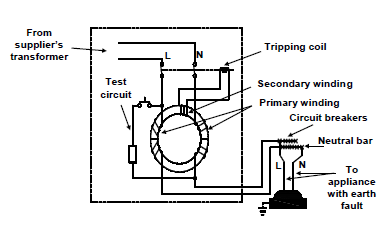 From
supplier's
transformer
L
N
Tripping coil
Test
circuit
Secondary winding
Primary winding
Circuit breakers
Neutral bar
L
N
To
appliance
with earth
fault